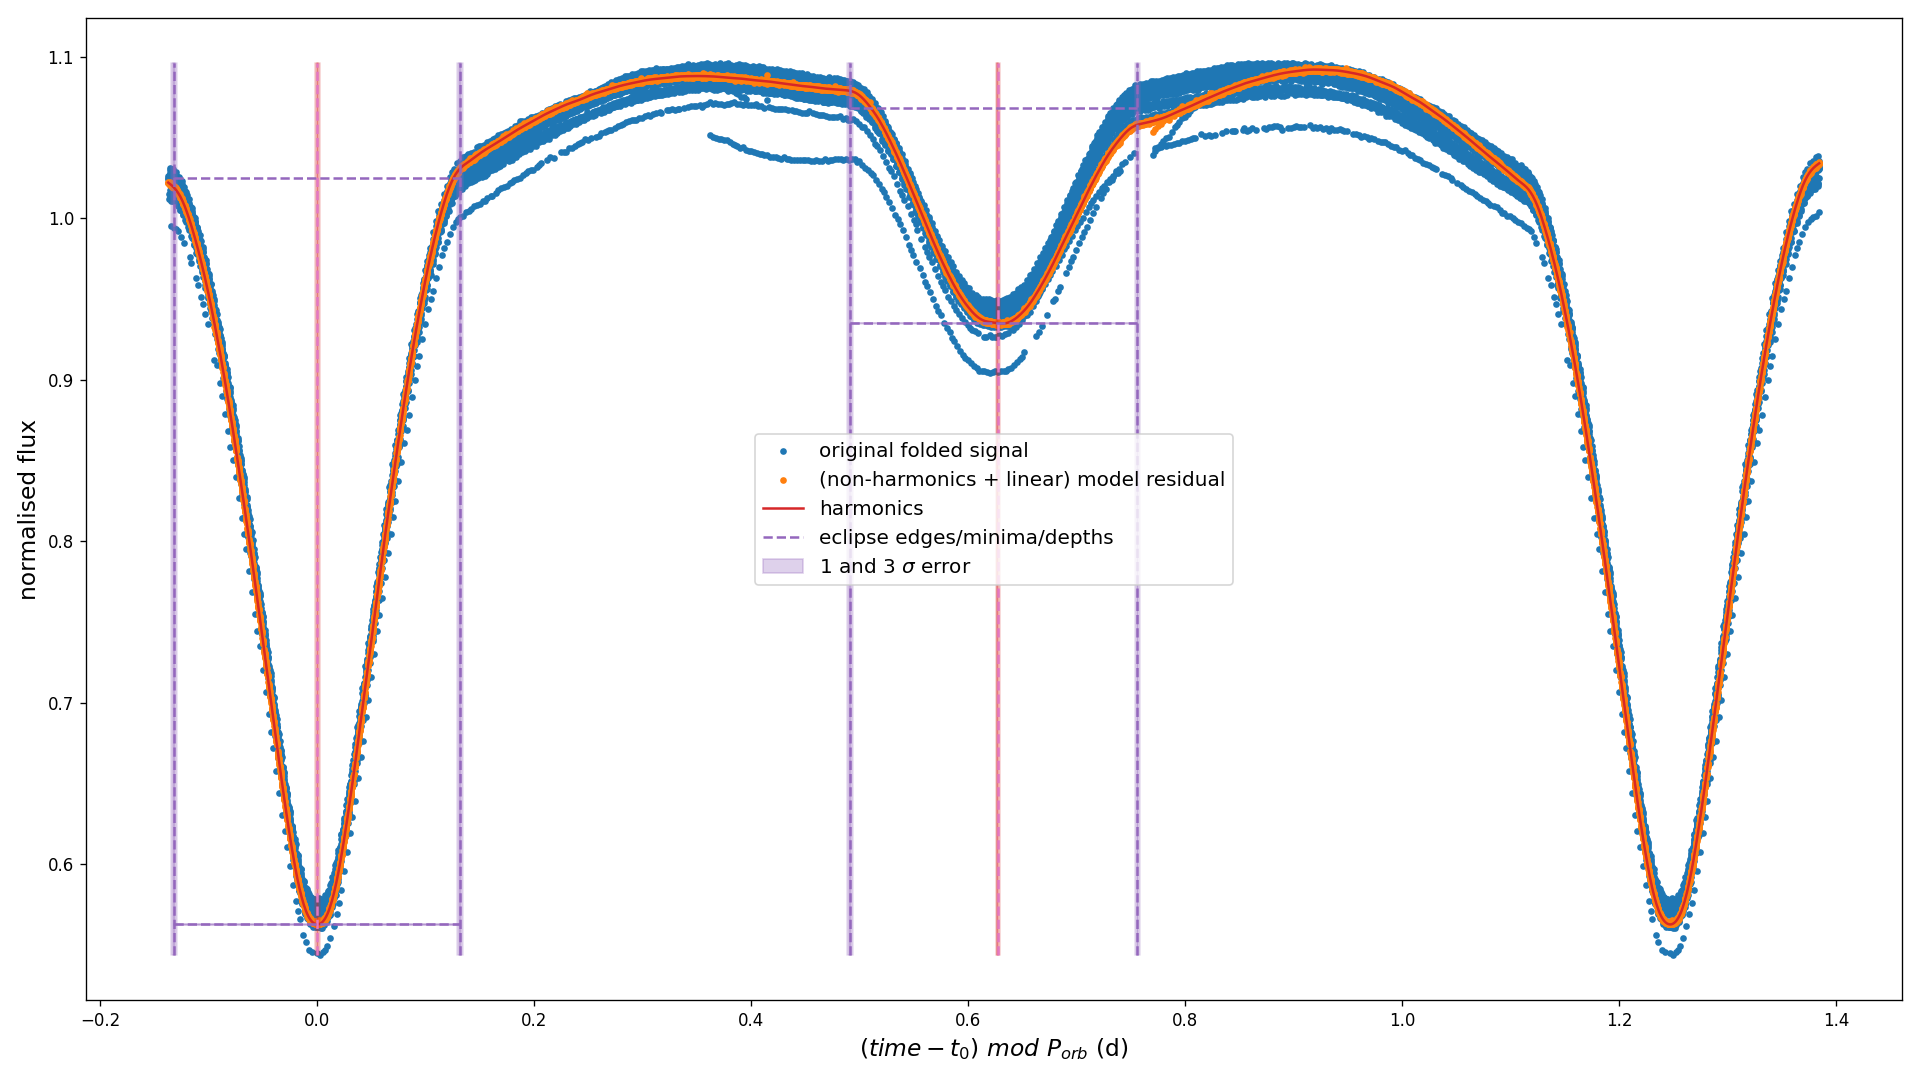 1.1
1.0
0.9
0.8
0.7
0.6
normalised flux
original folded signal
(non-harmonics + linear) model residual
harmonics
eclipse edges/minima/depths
1 and 3 σ error
−0.2 0.0 0.2 0.4 0.6 0.8 1.0 1.2 1.4
(time − t₀) mod P_orb (d)